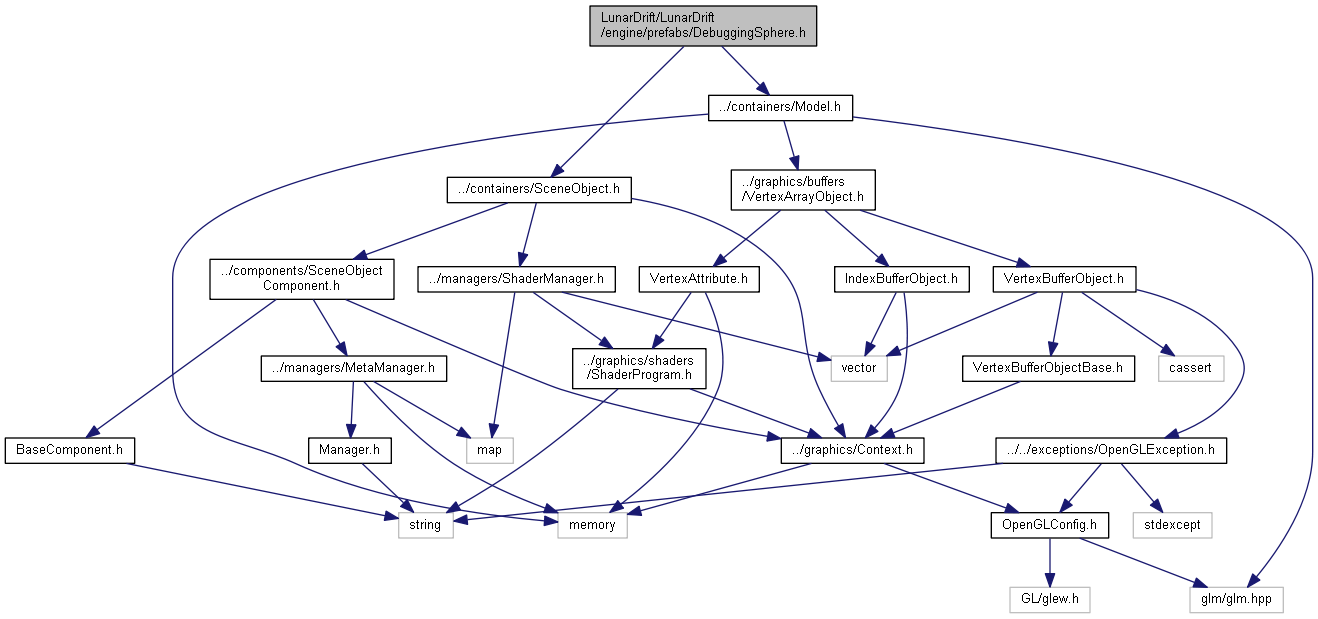 LunarDrift/LunarDrift
/engine/prefabs/DebuggingSphere.h
../containers/Model.h
../containers/SceneObject.h
../graphics/buffers
/VertexArrayObject.h
../components/SceneObject
Component.h
../managers/ShaderManager.h
VertexAttribute.h
IndexBufferObject.h
VertexBufferObject.h
../managers/MetaManager.h
../graphics/shaders
/ShaderProgram.h
vector
VertexBufferObjectBase.h
cassert
BaseComponent.h
Manager.h
map
../graphics/Context.h
../../exceptions/OpenGLException.h
string
memory
OpenGLConfig.h
stdexcept
GL/glew.h
glm/glm.hpp